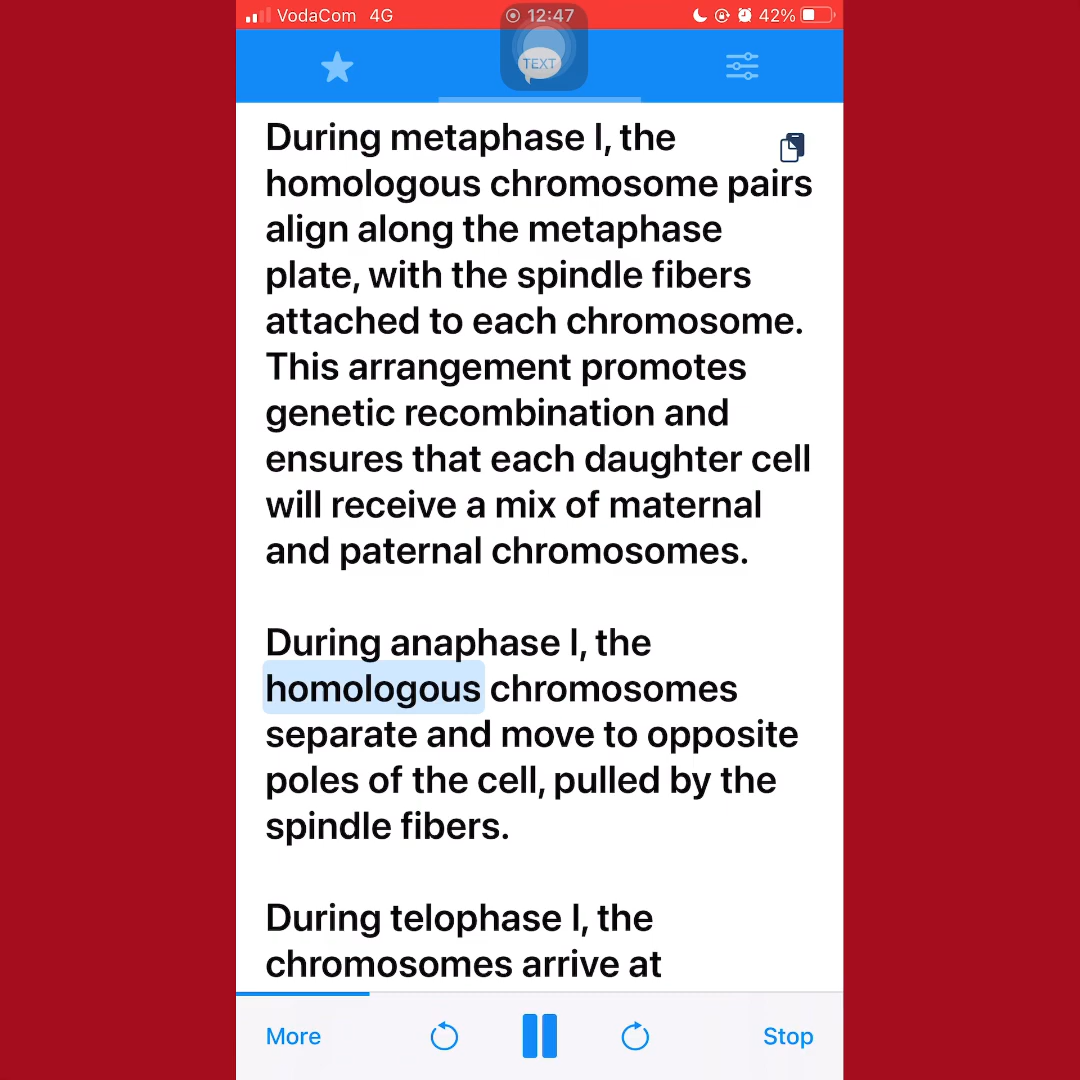 VodaCom 4G 12:47 42%
TEXT
During metaphase I, the
homologous chromosome pairs
align along the metaphase
plate, with the spindle fibers
attached to each chromosome.
This arrangement promotes
genetic recombination and
ensures that each daughter cell
will receive a mix of maternal
and paternal chromosomes.
During anaphase I, the
homologous chromosomes
separate and move to opposite
poles of the cell, pulled by the
spindle fibers.
During telophase I, the
chromosomes arrive at
More Stop